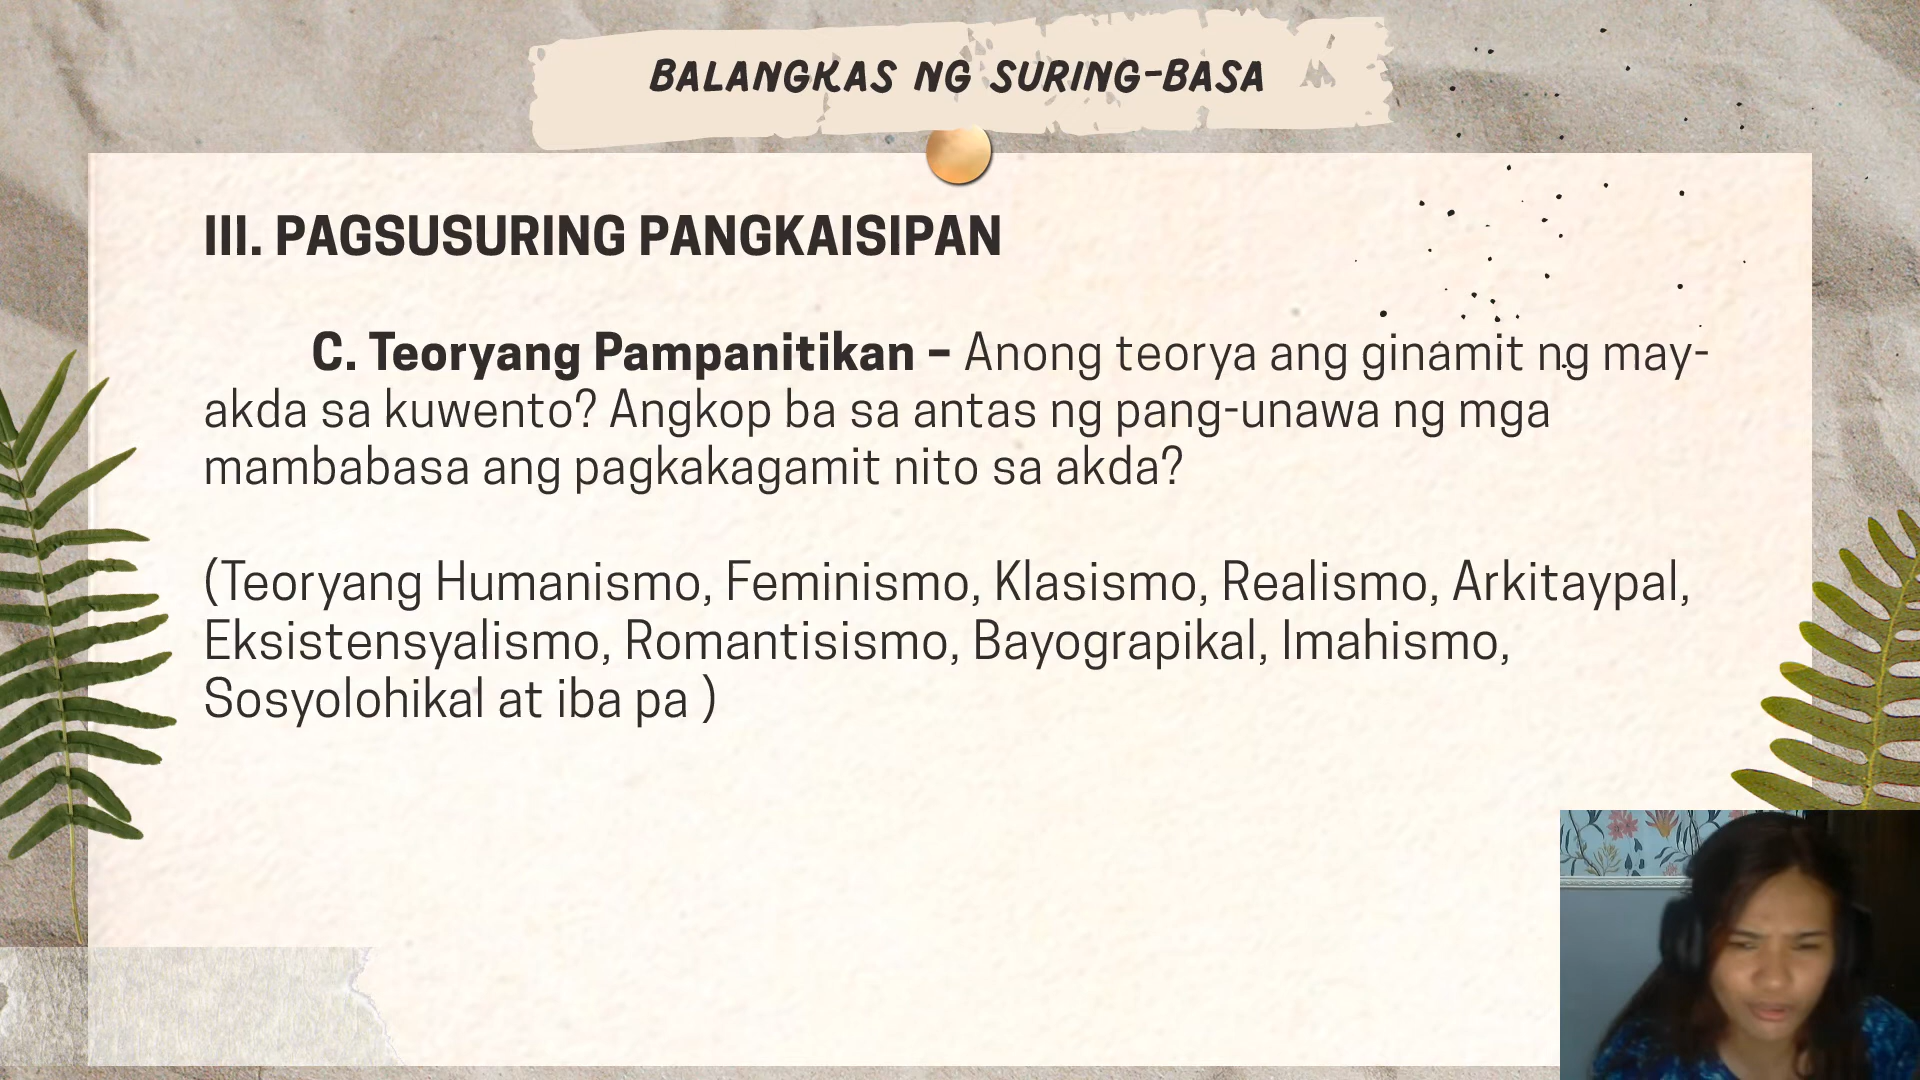 BALANGKAS NG SURING-BASA
III. PAGSUSURING PANGKAISIPAN
C. Teoryang Pampanitikan – Anong teorya ang ginamit ng may-
akda sa kuwento? Angkop ba sa antas ng pang-unawa ng mga
mambabasa ang pagkakagamit nito sa akda?
(Teoryang Humanismo, Feminismo, Klasismo, Realismo, Arkitaypal,
Eksistensyalismo, Romantisismo, Bayograpikal, Imahismo,
Sosyolohikal at iba pa )